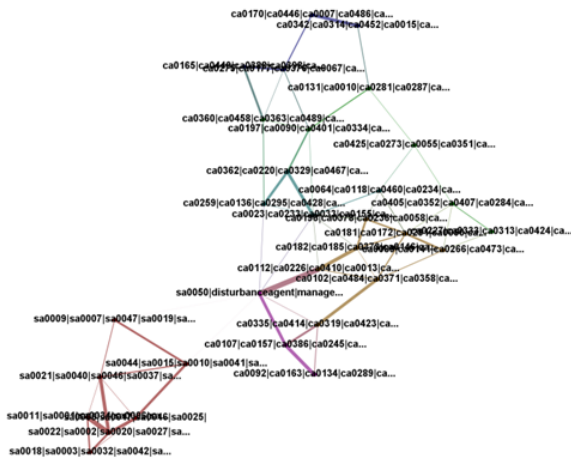 ca0170|ca0446|ca0007|ca0486|ca...
ca0342|ca0314|ca0452|ca0015|ca...
ca0131|ca0010|ca0281|ca0287|ca...
ca0360|ca0458|ca0363|ca0489|ca...
ca0197|ca0090|ca0401|ca0334|ca...
ca0425|ca0273|ca0055|ca0351|ca...
ca0362|ca0220|ca0329|ca0467|ca...
ca0064|ca0118|ca0460|ca0234|ca...
ca0259|ca0136|ca0295|ca0428|ca...
ca0405|ca0352|ca0407|ca0284|ca...
ca0313|ca0424|ca...
ca0181|ca0172
ca0182|ca0185
ca0266|ca0473|ca...
ca0112|ca0226|ca0410|ca0013|ca...
ca0102|ca0484|ca0371|ca0358|ca...
sa0050|disturbanceagent|manage...
sa0009|sa0007|sa0047|sa0019|sa...
ca0335|ca0414|ca0319|ca0423|ca...
ca0107|ca0157|ca0386|ca0245|ca...
sa0044|sa0015|sa0010|sa0041|sa...
sa0021|sa0040|sa0046|sa0037|sa...
ca0092|ca0163|ca0134|ca0289|ca...
sa0022|sa0002|sa0020|sa0027|sa...
sa0018|sa0003|sa0032|sa0042|sa...